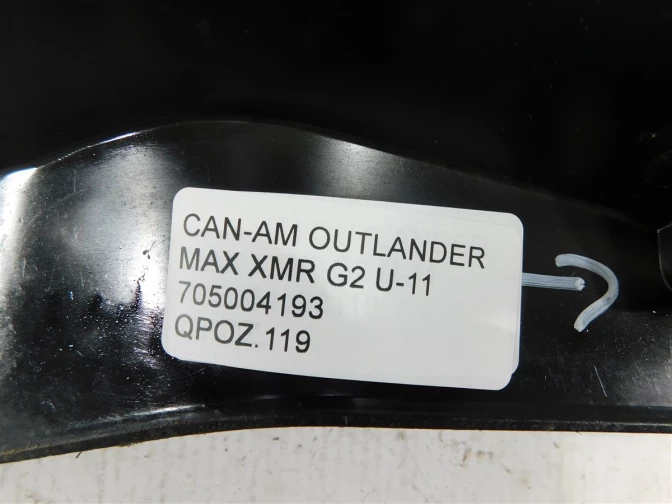 CAN-AM OUTLANDER
MAX XMR G2 U-11
705004193
QPOZ.119